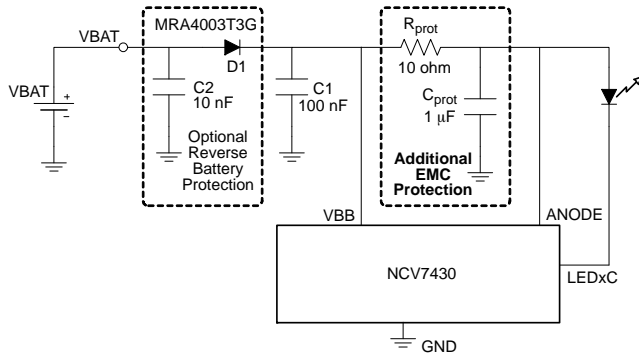 MRA4003T3G
VBAT
D1
VBAT
+
−
C2
10 nF
Optional
Reverse
Battery
Protection
C1
100 nF
Rprot
10 ohm
Cprot
1 μF
Additional
EMC
Protection
VBB
ANODE
NCV7430
LEDxC
GND